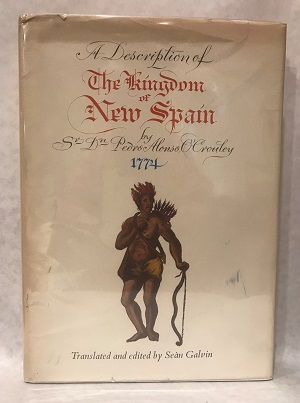 A Description of
The Kingdom
of
New Spain
by
Sr. Dn. Pedro Alonso O'Crouley
1774
Translated and edited by Seán Galvin